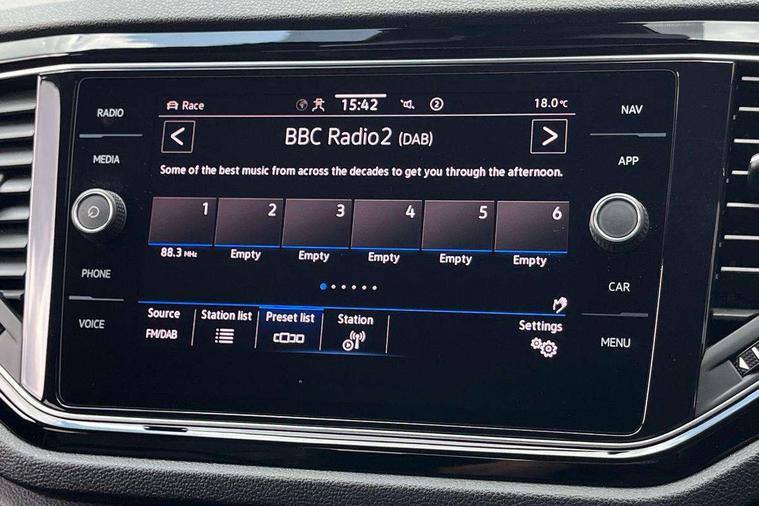 RADIO
MEDIA
PHONE
VOICE
Race
15:42
2
18.0 °C
<
BBC Radio2 (DAB)
>
Some of the best music from across the decades to get you through the afternoon.
1 2 3 4 5 6
88.3 MHz Empty Empty Empty Empty Empty
Source Station list Preset list Station Settings
FM/DAB
NAV
APP
CAR
MENU